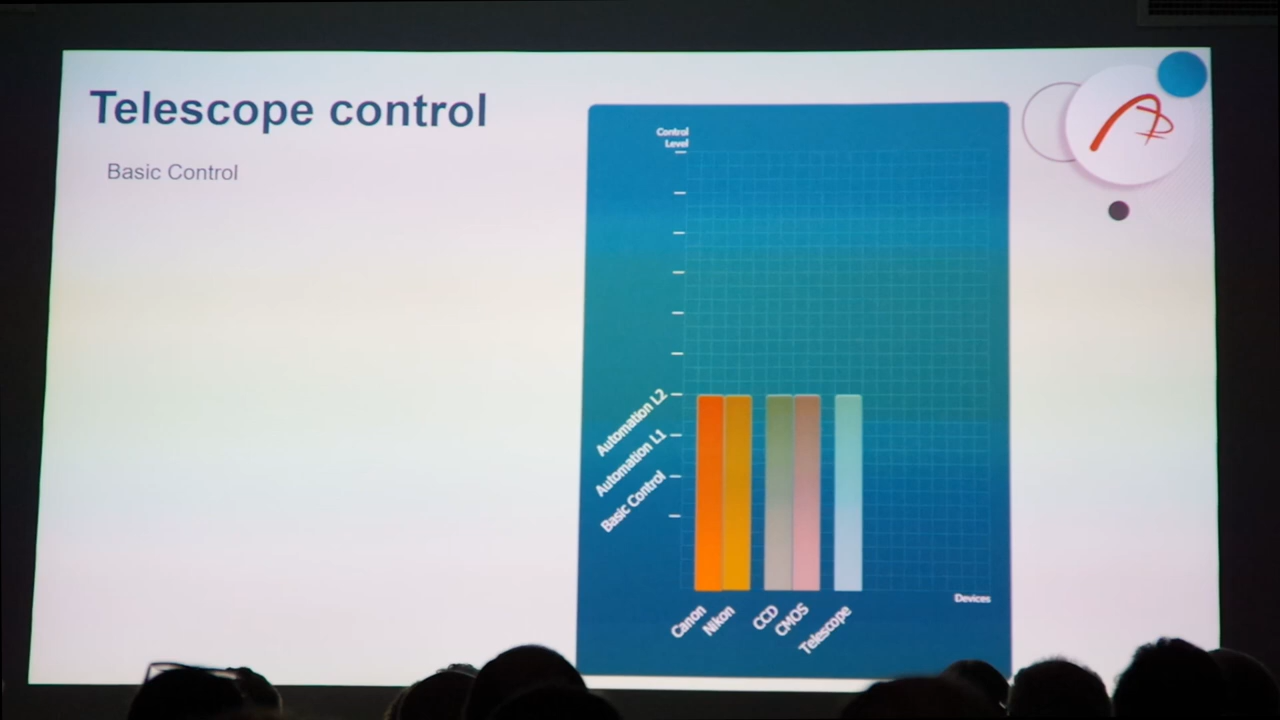 Telescope control
Basic Control
Control
Level
Automation L2
Automation L1
Basic Control
Devices
Canon
Nikon
CCD
CMOS
Telescope